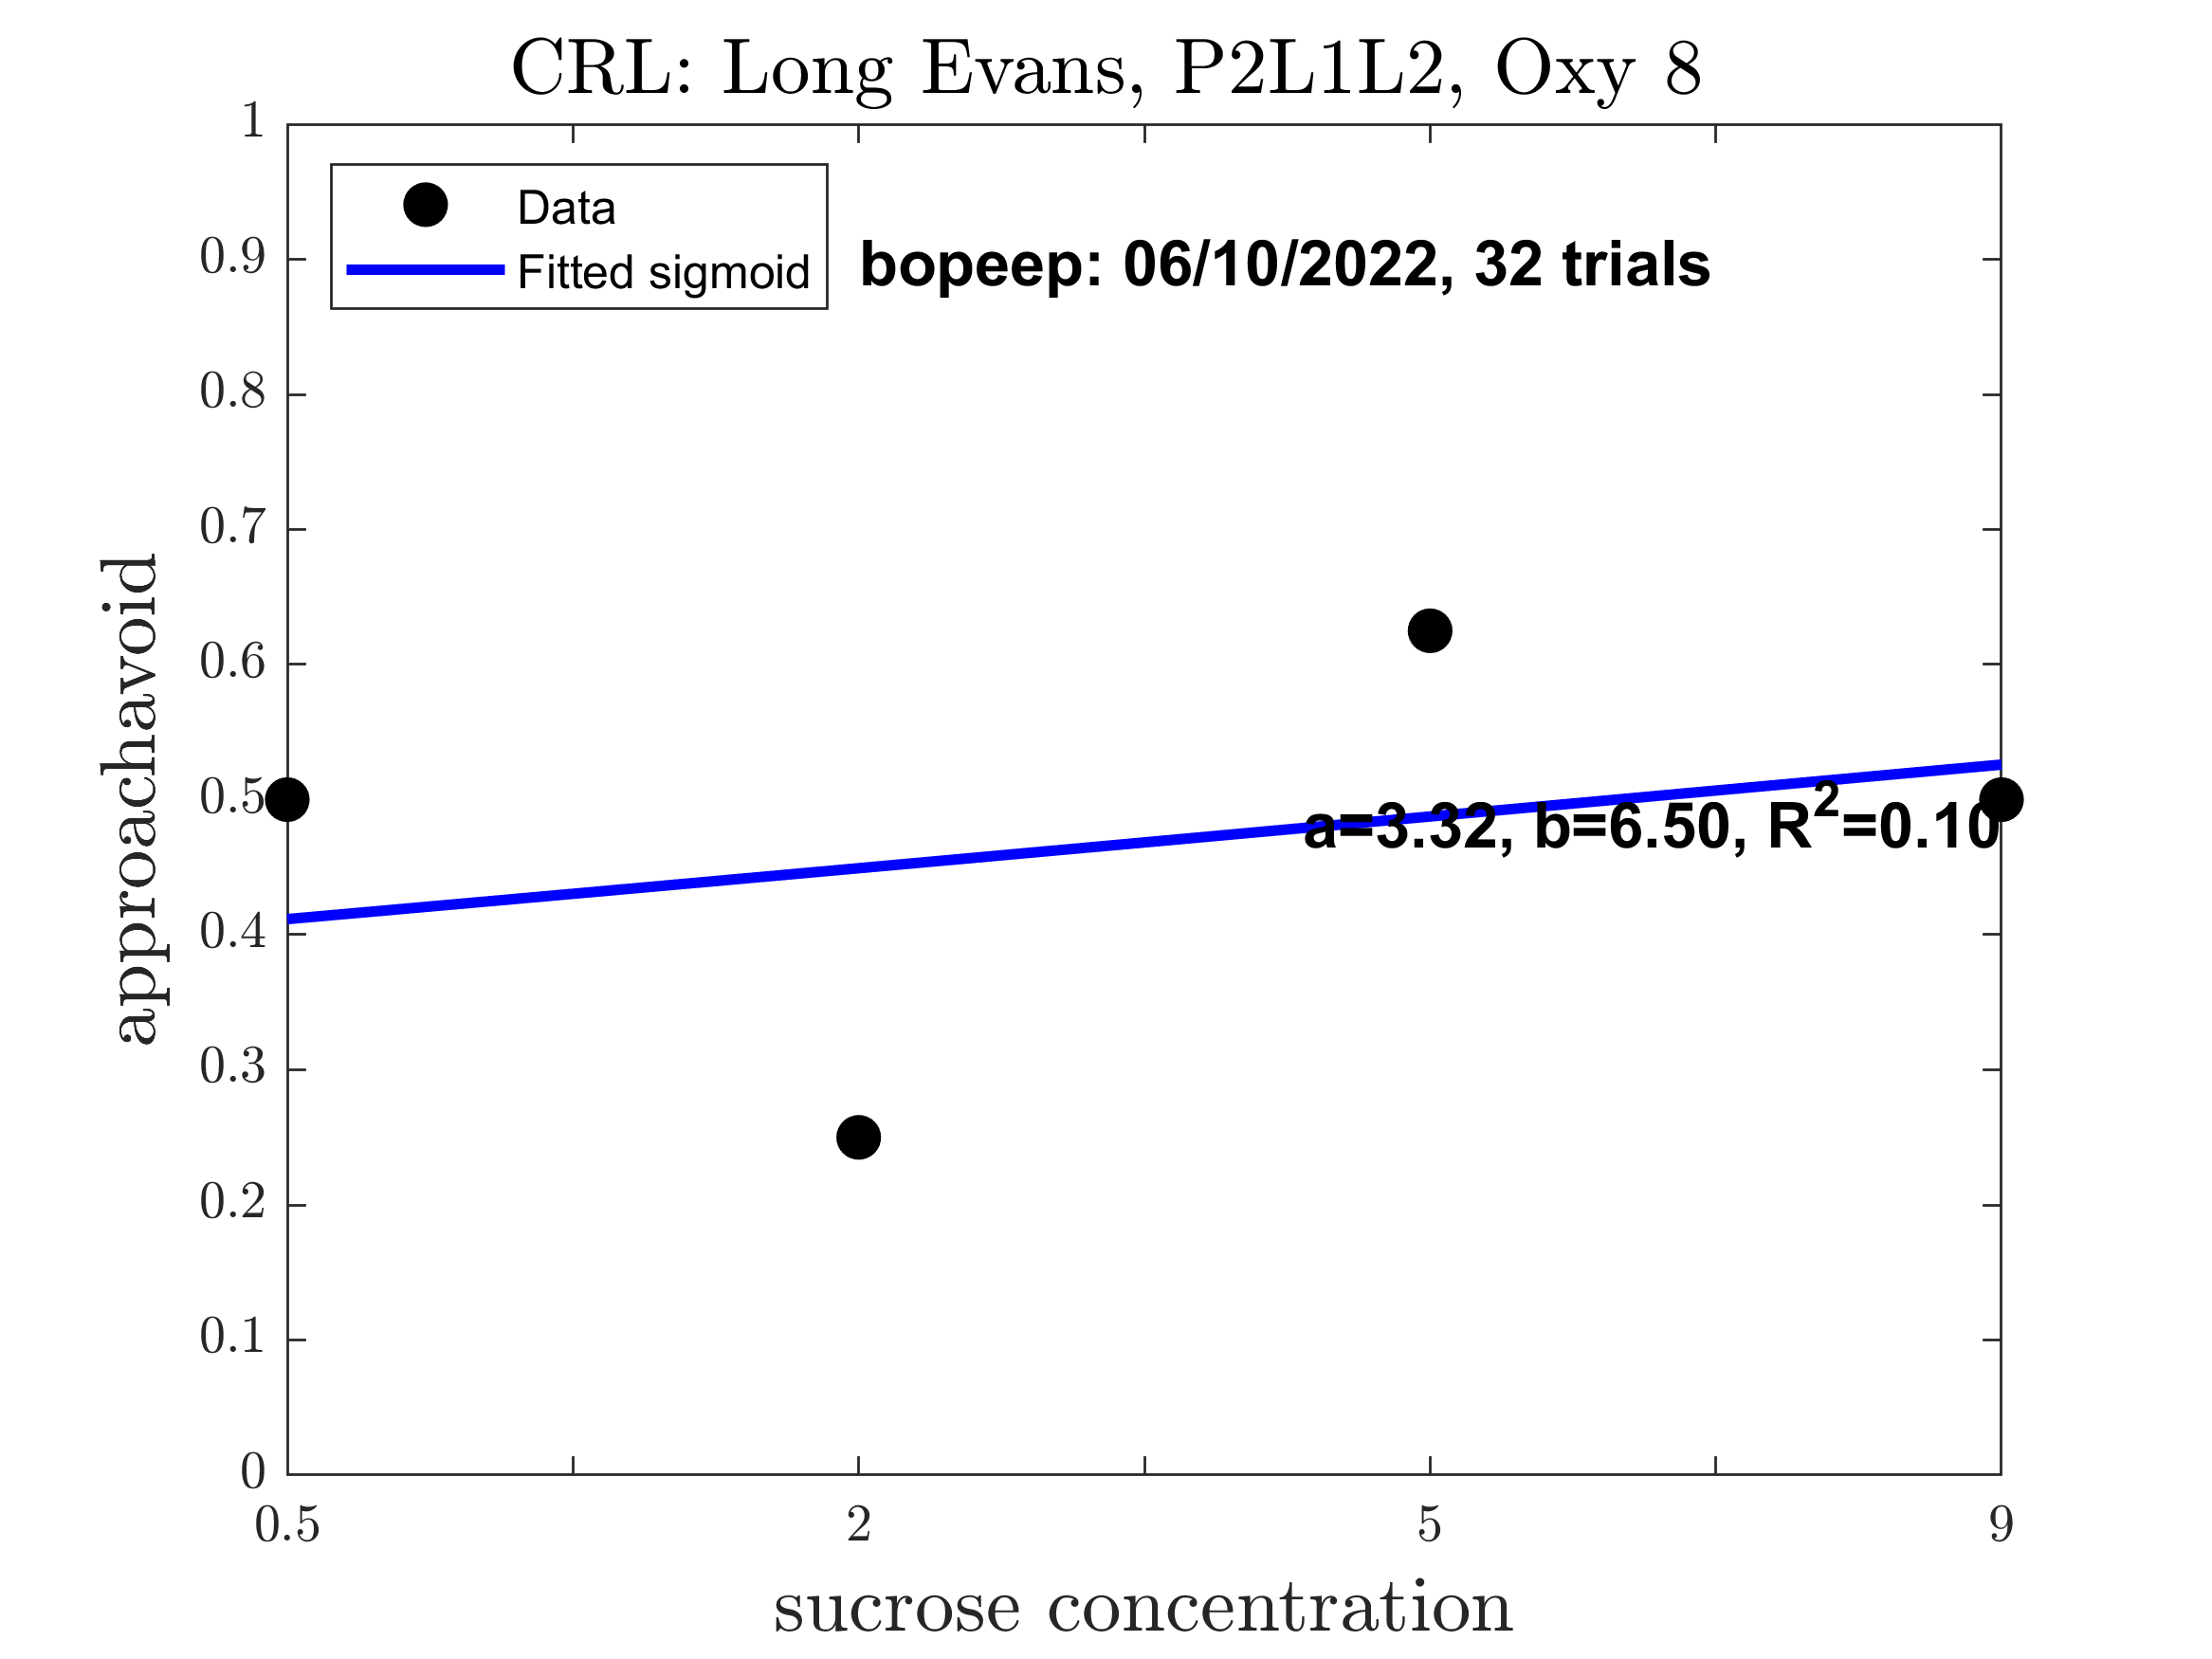 CRL: Long Evans, P2L1L2, Oxy 8
1
Data
Fitted sigmoid
bopeep: 06/10/2022, 32 trials
0.9
0.8
0.7
0.6
0.5
a=3.32, b=6.50, R²=0.10
0.4
0.3
0.2
0.1
0
approachavoid
0.5 2 5 9
sucrose concentration